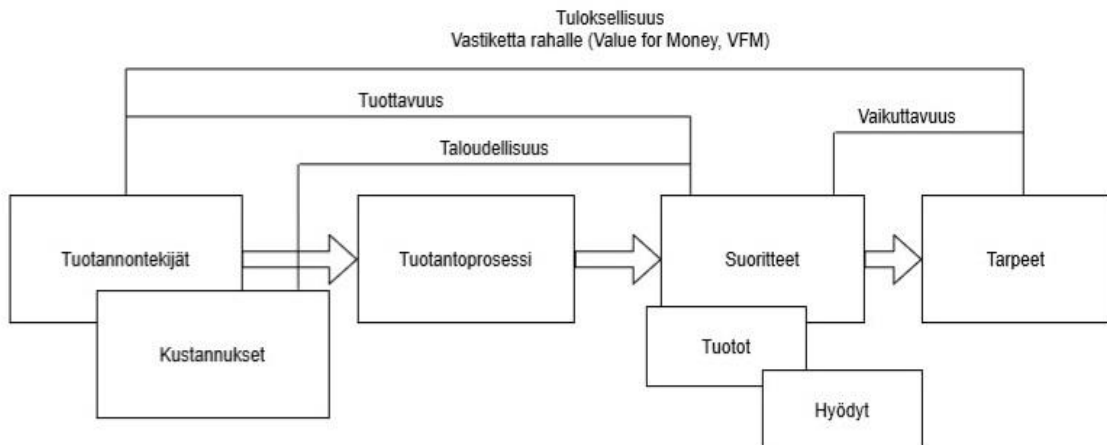 Tuloksellisuus
Vastiketta rahalle (Value for Money, VFM)
Tuottavuus
Vaikuttavuus
Taloudellisuus
Tuotannontekijät
Tuotantoprosessi
Suoritteet
Tarpeet
Kustannukset
Tuotot
Hyödyt